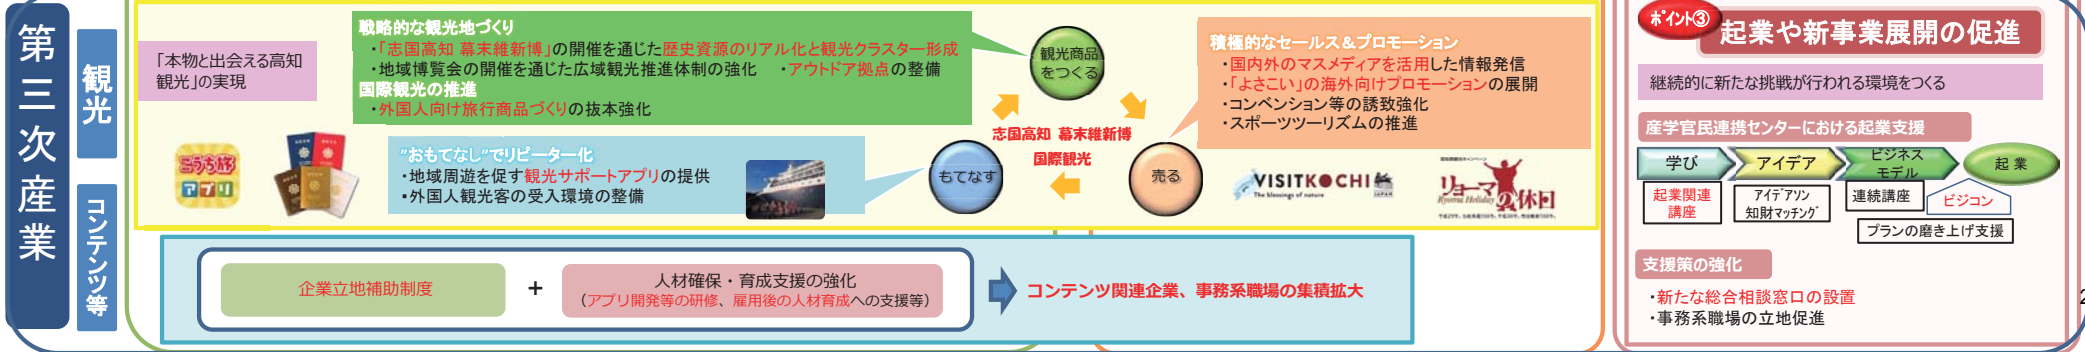 第三次産業
観光
コンテンツ等
「本物と出会える高知
観光」の実現
戦略的な観光地づくり
・「志国高知 幕末維新博」の開催を通じた歴史資源のリアル化と観光クラスター形成
・地域博覧会の開催を通じた広域観光推進体制の強化 ・アウトドア拠点の整備
国際観光の推進
・外国人向け旅行商品づくりの抜本強化
"おもてなし"でリピーター化
・地域周遊を促す観光サポートアプリの提供
・外国人観光客の受入環境の整備
こうち旅
アプリ
観光商品
をつくる
志国高知 幕末維新博
国際観光
もてなす
売る
積極的なセールス&プロモーション
・国内外のマスメディアを活用した情報発信
・「よさこい」の海外向けプロモーションの展開
・コンベンション等の誘致強化
・スポーツツーリズムの推進
VISIT KOCHI
JAPAN
The blessings of nature
リョーマの休日
Ryoma Holiday
企業立地補助制度
+
人材確保・育成支援の強化
（アプリ開発等の研修、雇用後の人材育成への支援等）
コンテンツ関連企業、事務系職場の集積拡大
ポイント③
起業や新事業展開の促進
継続的に新たな挑戦が行われる環境をつくる
産学官民連携センターにおける起業支援
学び
アイデア
ビジネス
モデル
起業
起業関連
講座
アイデアソン
知財マッチング
連続講座
ビジコン
プランの磨き上げ支援
支援策の強化
・新たな総合相談窓口の設置
・事務系職場の立地促進
2